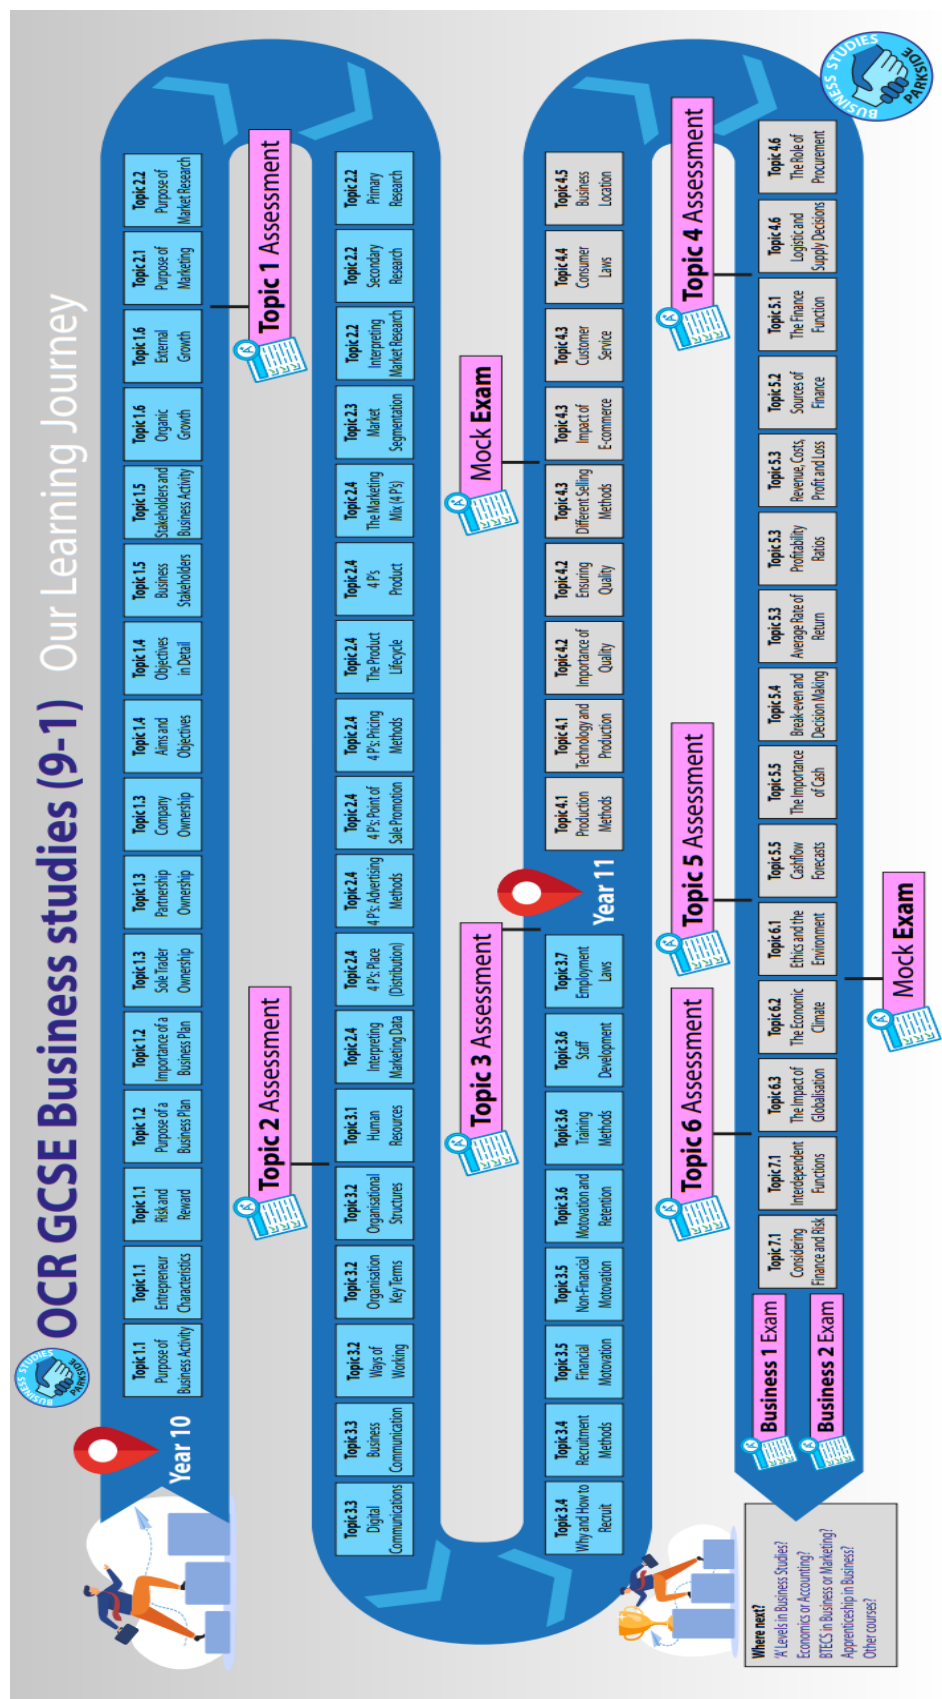 BUSINESS STUDIES
PARKSIDE
OCR GCSE Business studies (9-1) Our Learning Journey
Year 10
Topic 1.1
Purpose of
Business Activity
Topic 1.1
Entrepreneur
Characteristics
Topic 1.1
Risk and
Reward
Topic 1.2
Purpose of a
Business Plan
Topic 1.2
Importance of a
Business Plan
Topic 1.3
Sole Trader
Ownership
Topic 1.3
Partnership
Ownership
Topic 1.3
Company
Ownership
Topic 1.4
Aims and
Objectives
Topic 1.4
Objectives
in Detail
Topic 1.5
Business
Stakeholders
Topic 1.5
Stakeholders and
Business Activity
Topic 1.6
Organic
Growth
Topic 1.6
External
Growth
Topic 2.1
Purpose of
Marketing
Topic 2.2
Purpose of
Market Research
Topic 1 Assessment
Topic 2.2
Primary
Research
Topic 2.2
Secondary
Research
Topic 2.2
Interpreting
Market Research
Topic 2.3
Market
Segmentation
Topic 2.4
The Marketing
Mix (4 P's)
Topic 2.4
4 P's
Product
Topic 2.4
The Product
Lifecycle
Topic 2.4
4 P's: Pricing
Methods
Topic 2.4
4 P's: Point of
Sale Promotion
Topic 2.4
4 P's: Advertising
Methods
Topic 2.4
4 P's: Place
(Distribution)
Topic 2.4
Interpreting
Marketing Data
Topic 3.1
Human
Resources
Topic 2 Assessment
Topic 3.2
Organisational
Structures
Topic 3.2
Organisation
Key Terms
Topic 3.2
Ways of
Working
Topic 3.3
Business
Communication
Topic 3.3
Digital
Communications
Topic 3.4
Why and How to
Recruit
Topic 3.4
Recruitment
Methods
Topic 3.5
Financial
Motovation
Topic 3.5
Non-Financial
Motovation
Topic 3.6
Motovation and
Retention
Topic 3.6
Training
Methods
Topic 3.6
Staff
Development
Topic 3.7
Employment
Laws
Topic 3 Assessment
Year 11
Topic 4.1
Production
Methods
Topic 4.1
Technology and
Production
Topic 4.2
Importance of
Quality
Topic 4.2
Ensuring
Quality
Topic 4.3
Different Selling
Methods
Mock Exam
Topic 4.3
Impact of
E-commerce
Topic 4.3
Customer
Service
Topic 4.4
Consumer
Laws
Topic 4.5
Business
Location
BUSINESS STUDIES
PARKSIDE
Topic 4.6
The Role of
Procurement
Topic 4.6
Logistic and
Supply Decisions
Topic 4 Assessment
Topic 5.1
The Finance
Function
Topic 5.2
Sources of
Finance
Topic 5.3
Revenue, Costs,
Profit and Loss
Topic 5.3
Profitability
Ratios
Topic 5.3
Average Rate of
Return
Topic 5.4
Break-even and
Decision Making
Topic 5.5
The Importance
of Cash
Topic 5.5
Cashflow
Forecasts
Topic 5 Assessment
Topic 6.1
Ethics and the
Environment
Mock Exam
Topic 6.2
The Economic
Climate
Topic 6.3
The Impact of
Globalisation
Topic 6 Assessment
Topic 7.1
Interdependent
Functions
Topic 7.1
Considering
Finance and Risk
Business 1 Exam
Business 2 Exam
Where next?
'A' Levels in Business Studies?
Economics or Accounting?
BTECS in Business or Marketing?
Apprenticeship in Business?
Other courses?